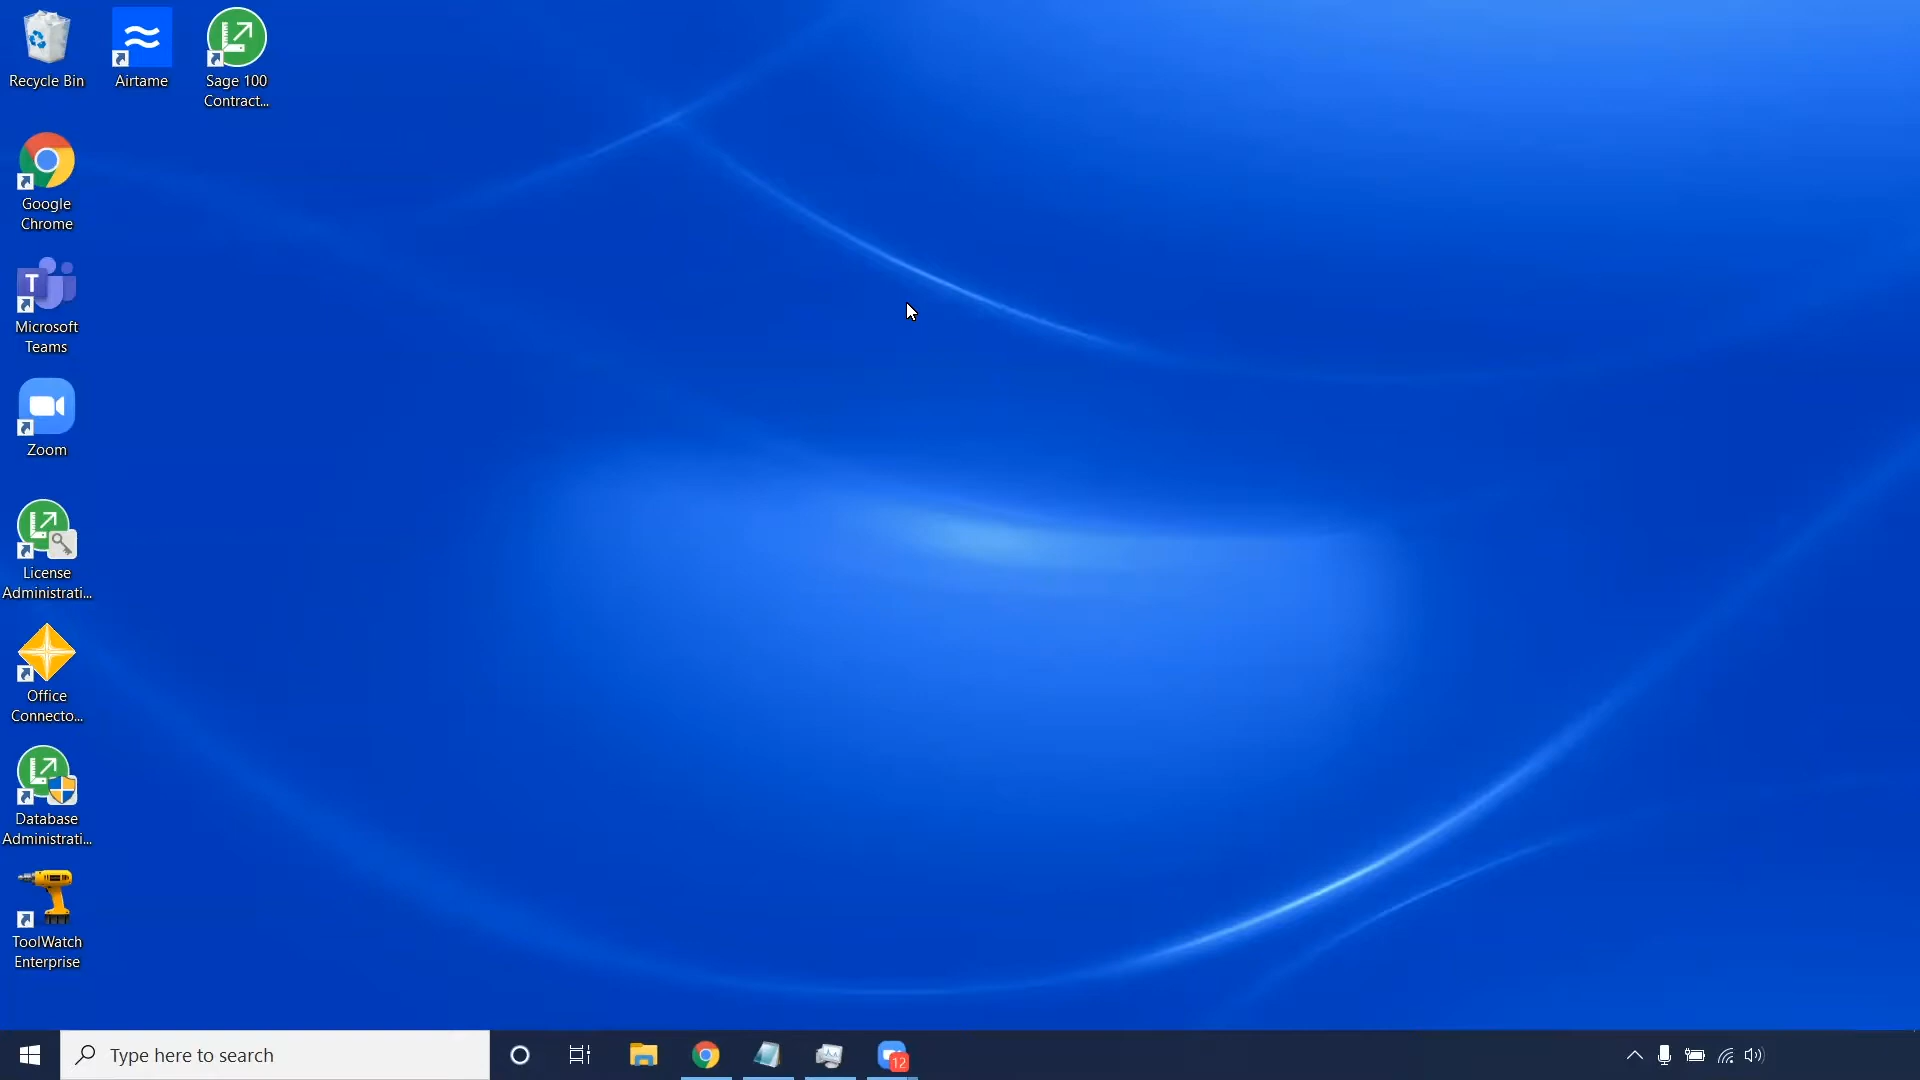 Recycle Bin
Airtame
Sage 100
Contract...
Google
Chrome
T
Microsoft
Teams
Zoom
License
Administrati...
Office
Connecto...
Database
Administrati...
ToolWatch
Enterprise
Type here to search
12